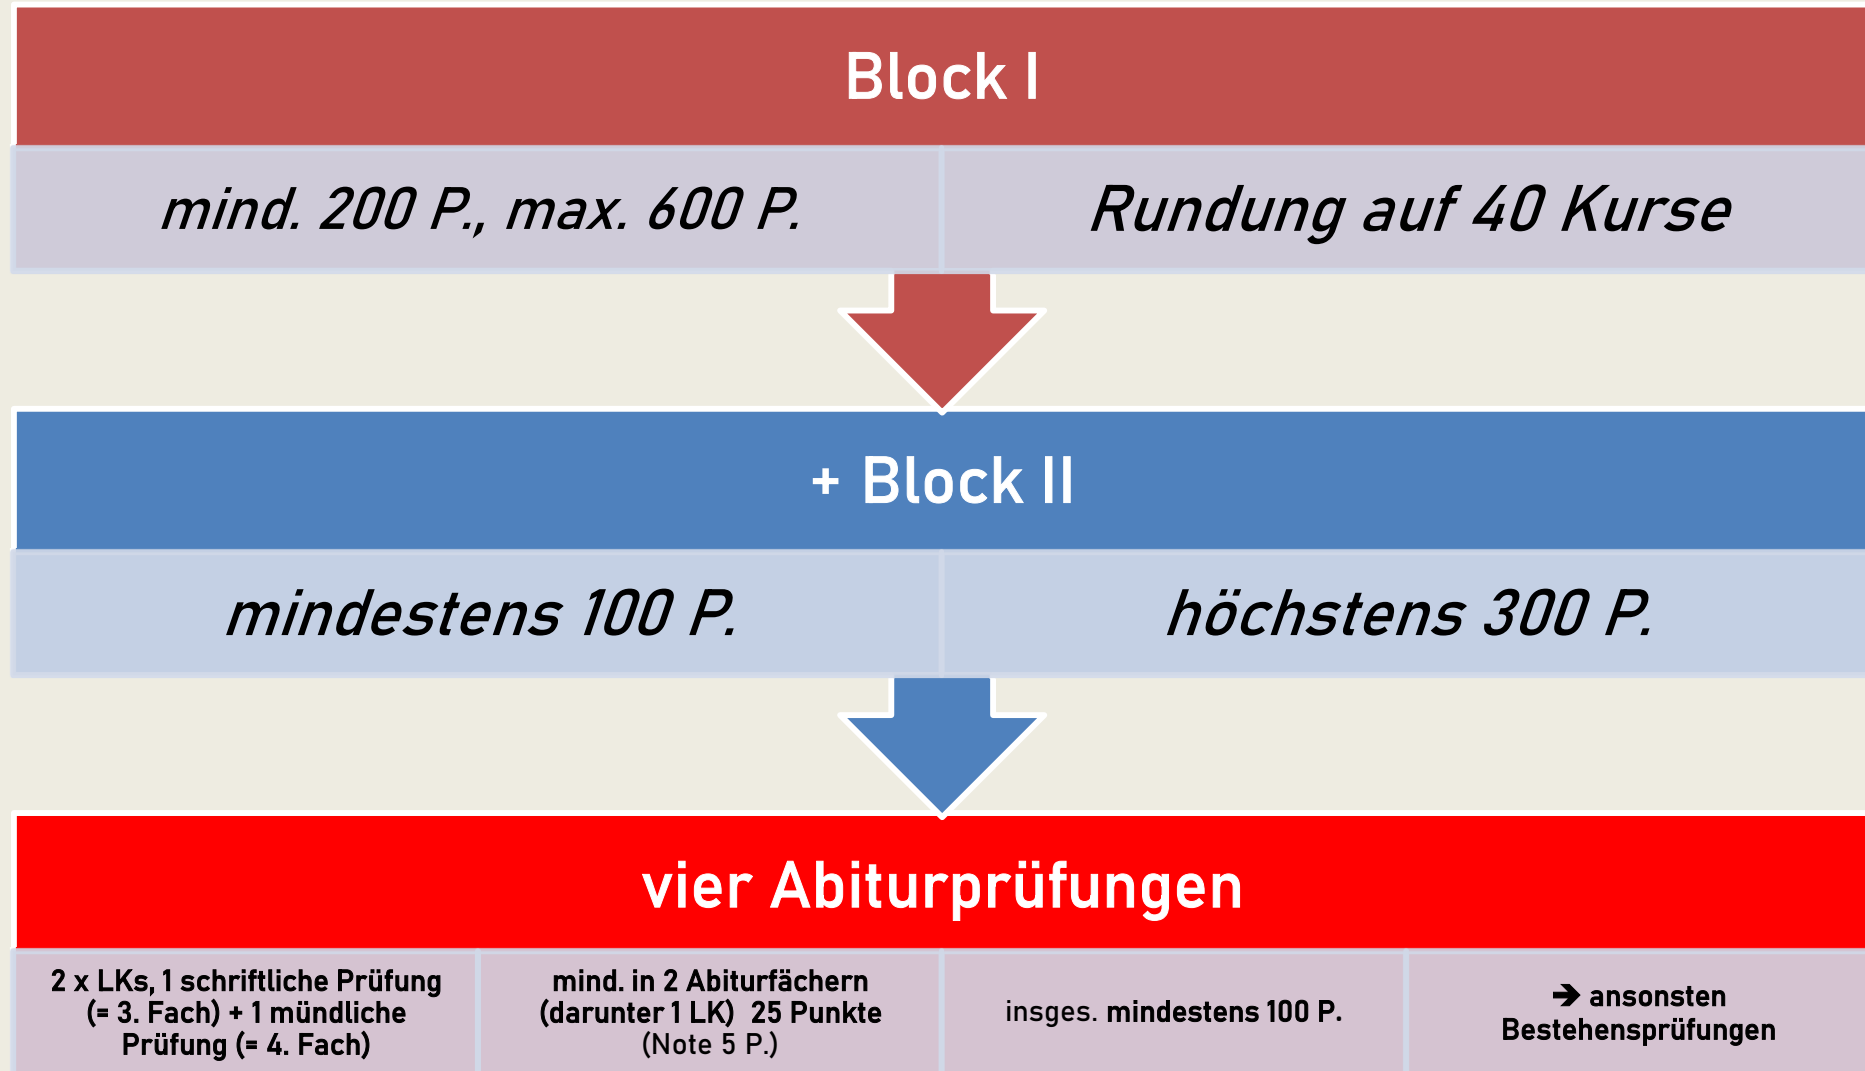 Block I
mind. 200 P., max. 600 P.
Rundung auf 40 Kurse
+ Block II
mindestens 100 P.
höchstens 300 P.
vier Abiturprüfungen
2 x LKs, 1 schriftliche Prüfung
(= 3. Fach) + 1 mündliche
Prüfung (= 4. Fach)
mind. in 2 Abiturfächern
(darunter 1 LK) 25 Punkte
(Note 5 P.)
insges. mindestens 100 P.
➔ ansonsten
Bestehensprüfungen